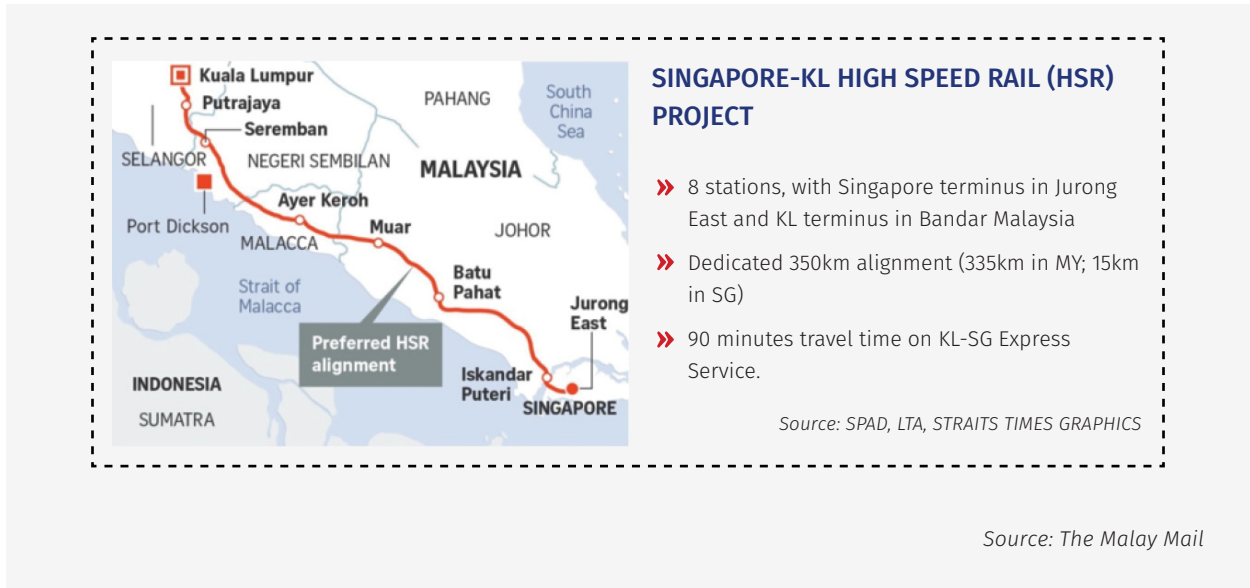 Kuala Lumpur
Putrajaya
Seremban
PAHANG
South
China
Sea
SELANGOR
NEGERI SEMBILAN
MALAYSIA
Port Dickson
Ayer Keroh
MALACCA
Muar
JOHOR
Strait of
Malacca
Batu
Pahat
Jurong
East
Preferred HSR
alignment
Iskandar
Puteri
SINGAPORE
INDONESIA
SUMATRA
SINGAPORE-KL HIGH SPEED RAIL (HSR)
PROJECT
8 stations, with Singapore terminus in Jurong
East and KL terminus in Bandar Malaysia
Dedicated 350km alignment (335km in MY; 15km
in SG)
90 minutes travel time on KL-SG Express
Service.
Source: SPAD, LTA, STRAITS TIMES GRAPHICS
Source: The Malay Mail